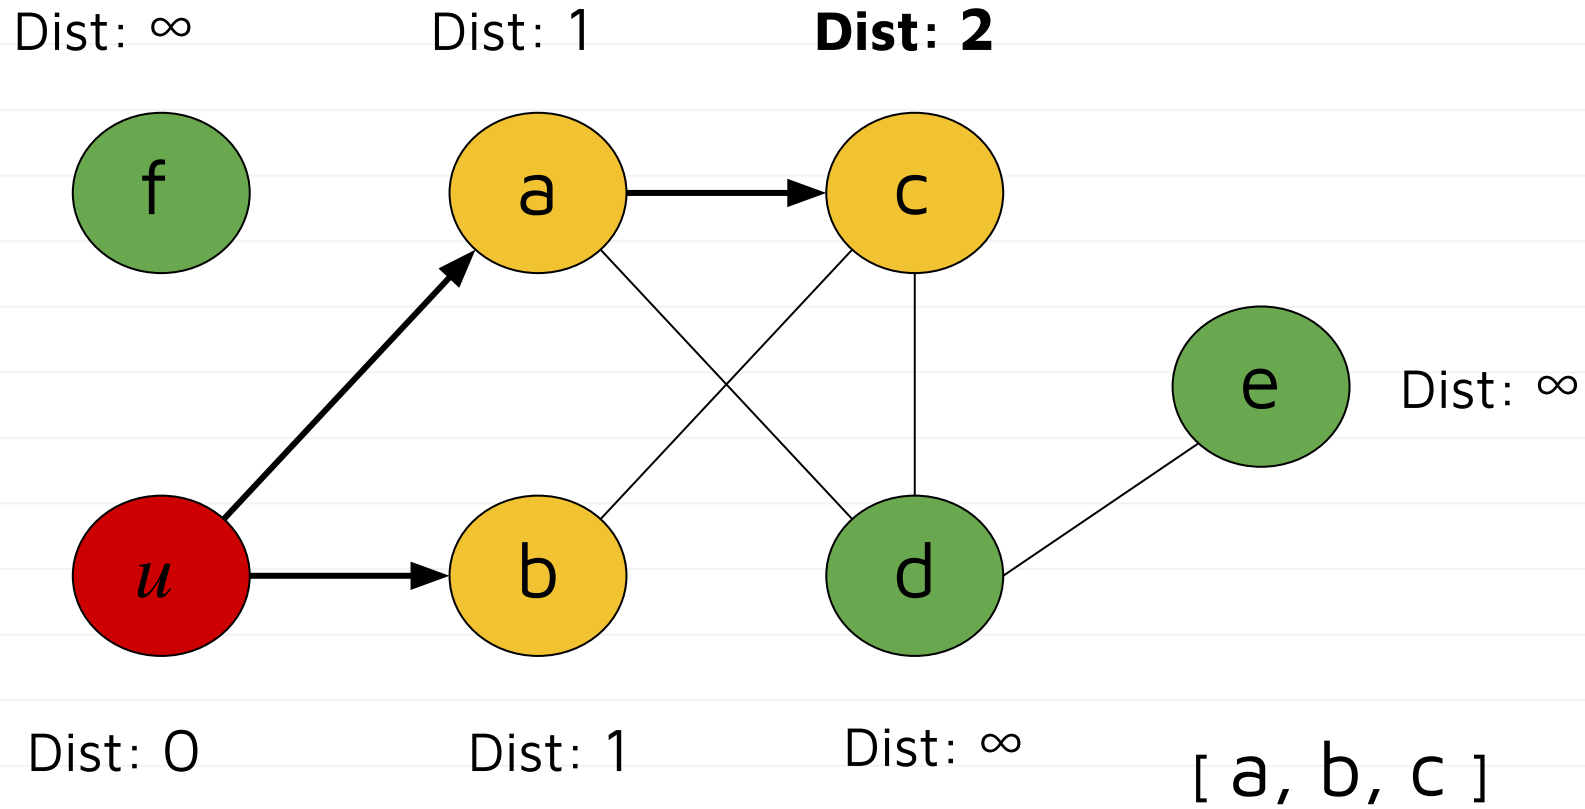 Dist: ∞
Dist: 1
Dist: 2
f
a
c
e
Dist: ∞
u
b
d
Dist: 0
Dist: 1
Dist: ∞
[ a, b, c ]